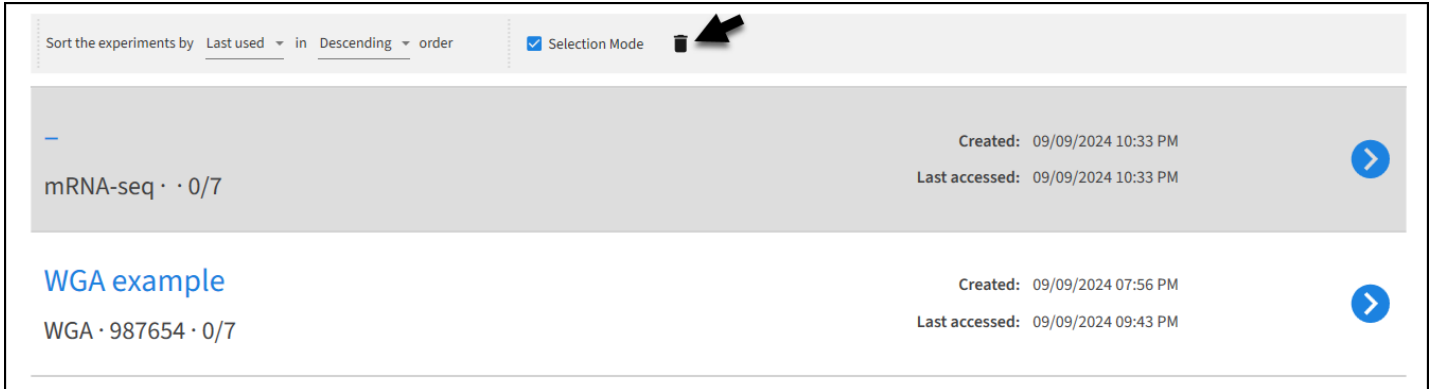 Sort the experiments by Last used in Descending order Selection Mode
–
mRNA-seq · · 0/7
Created: 09/09/2024 10:33 PM
Last accessed: 09/09/2024 10:33 PM
WGA example
WGA · 987654 · 0/7
Created: 09/09/2024 07:56 PM
Last accessed: 09/09/2024 09:43 PM